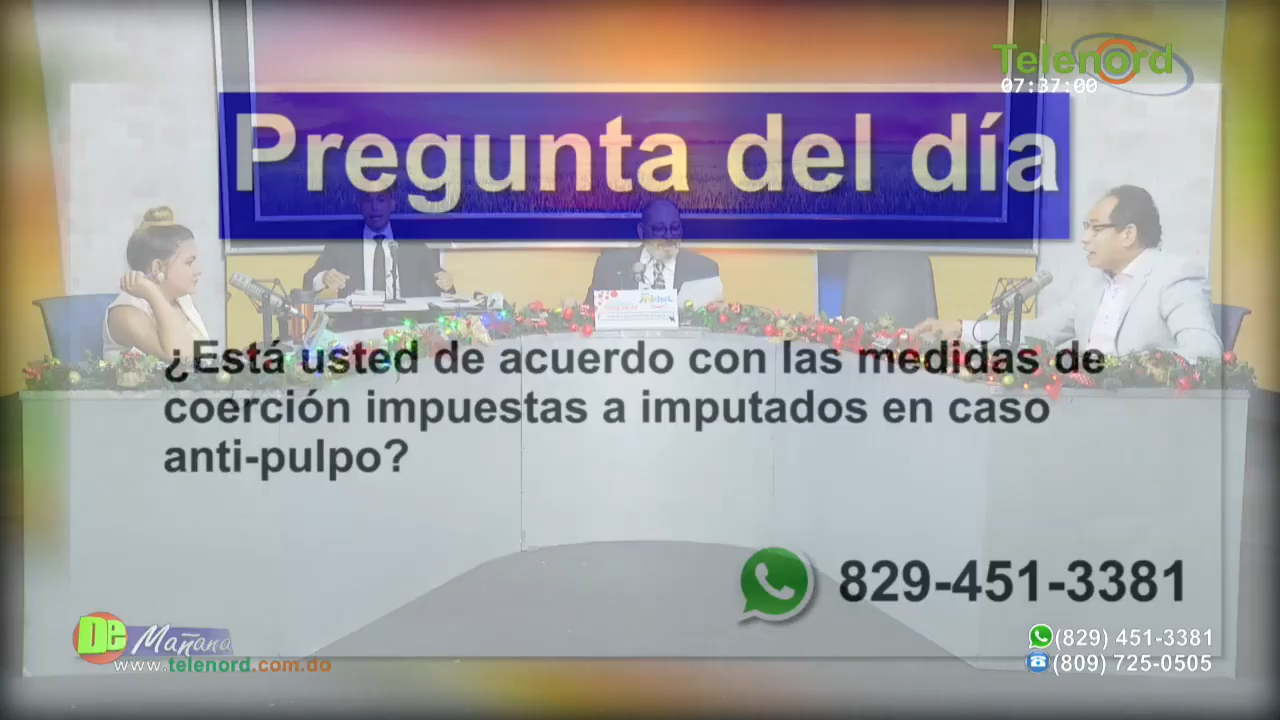 Telenord
07:37:00
Pregunta del día
¿Está usted de acuerdo con las medidas de
coerción impuestas a imputados en caso
anti-pulpo?
829-451-3381
De Mañana
www.telenord.com.do
(829) 451-3381
(809) 725-0505